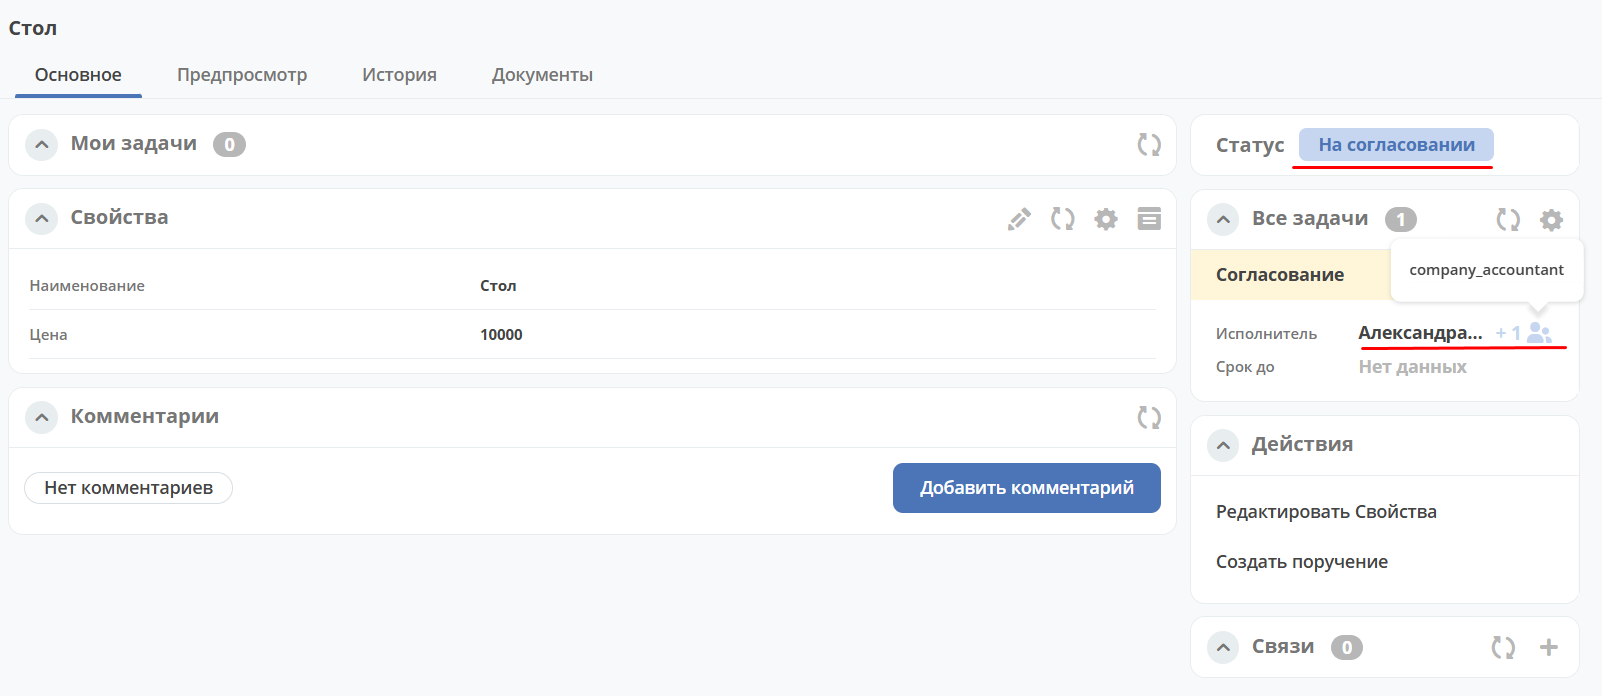 Стол
Основное Предпросмотр История Документы
Мои задачи 0
Свойства
Наименование Стол
Цена 10000
Комментарии
Нет комментариев Добавить комментарий
Статус На согласовании
Все задачи 1
company_accountant
Согласование
Исполнитель Александра... + 1
Срок до Нет данных
Действия
Редактировать Свойства
Создать поручение
Связи 0